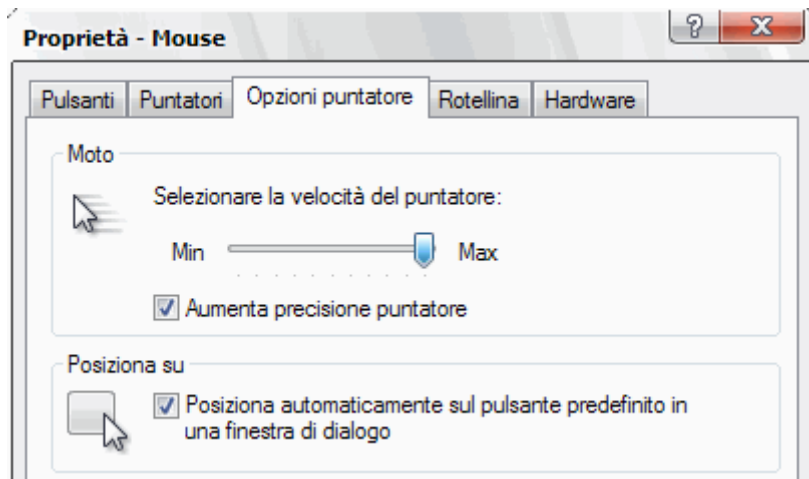 Proprietà - Mouse
? X
Pulsanti Puntatori Opzioni puntatore Rotellina Hardware
Moto
Selezionare la velocità del puntatore:
Min Max
Aumenta precisione puntatore
Posiziona su
Posiziona automaticamente sul pulsante predefinito in
una finestra di dialogo